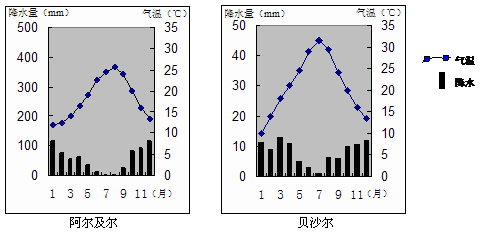 降水量（mm） 气温（℃）
500 35
400 30
300 25
200 20
100 15
0 10
5
0
1 3 5 7 9 11（月）
阿尔及尔
降水量（mm） 气温（℃）
50 35
40 30
30 25
20 20
10 15
0 10
5
0
1 3 5 7 9 11（月）
贝沙尔
气温
降水